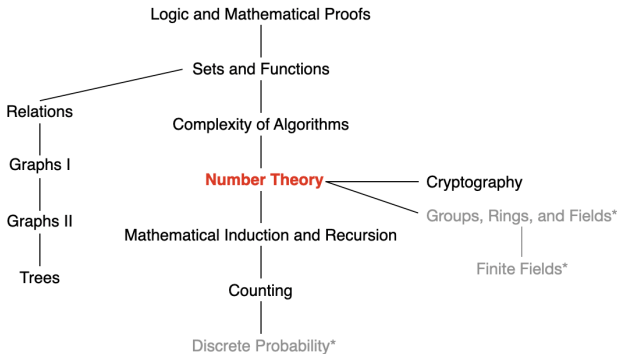 Logic and Mathematical Proofs
Sets and Functions
Relations
Complexity of Algorithms
Graphs I
Number Theory
Cryptography
Groups, Rings, and Fields*
Graphs II
Mathematical Induction and Recursion
Finite Fields*
Trees
Counting
Discrete Probability*